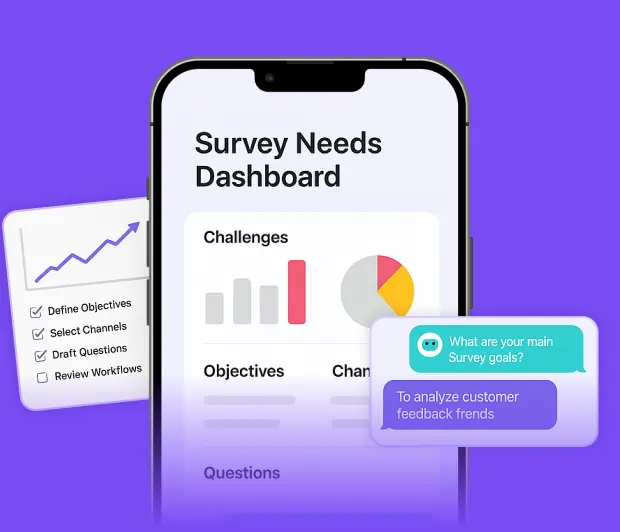 Survey Needs
Dashboard
Challenges
Objectives
Chan
Questions
Define Objectives
Select Channels
Draft Questions
Review Workflows
What are your main
Survey goals?
To analyze customer
feedback frends